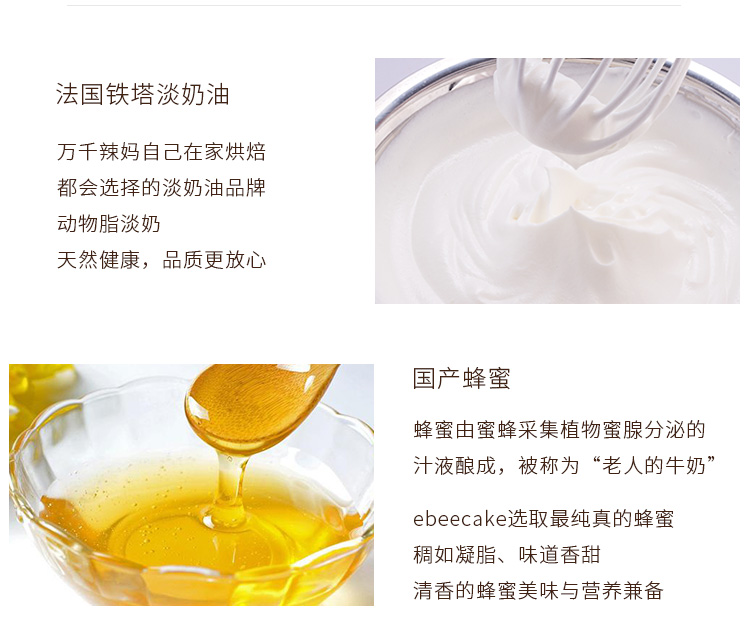 法国铁塔淡奶油
万千辣妈自己在家烘焙
都会选择的淡奶油品牌
动物脂淡奶
天然健康，品质更放心
国产蜂蜜
蜂蜜由蜜蜂采集植物蜜腺分泌的
汁液酿成，被称为“老人的牛奶”
ebeecake选取最纯真的蜂蜜
稠如凝脂、味道香甜
清香的蜂蜜美味与营养兼备